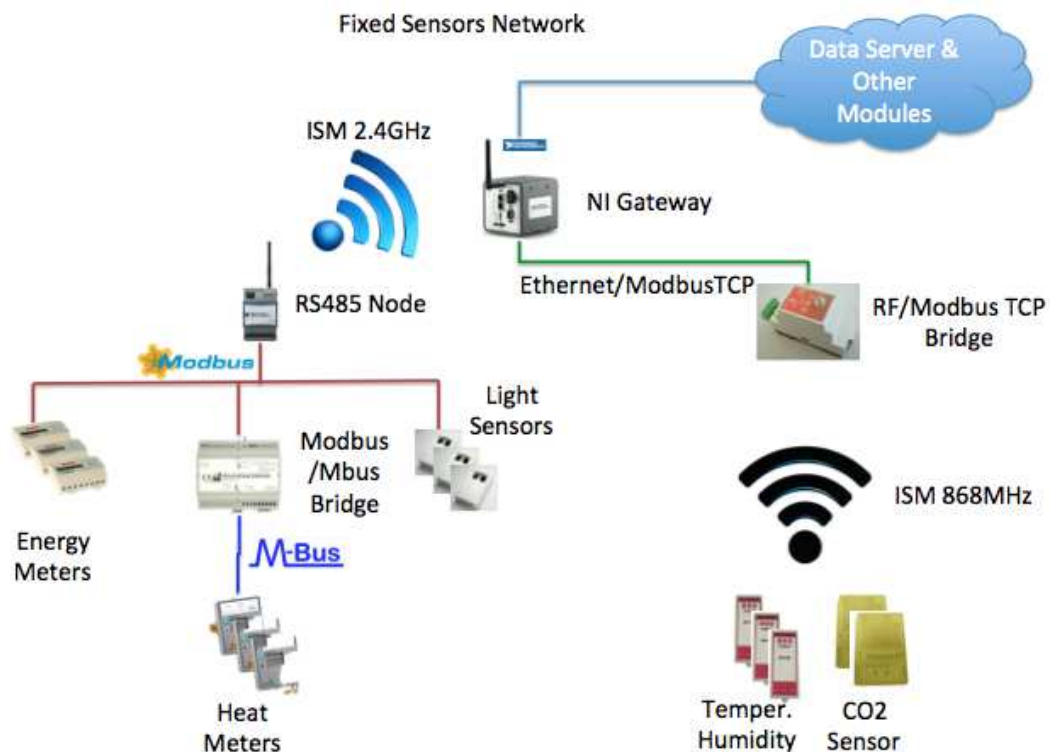 Fixed Sensors Network
Data Server &
Other
Modules
ISM 2.4GHz
NI Gateway
Ethernet/ModbusTCP
RS485 Node
RF/Modbus TCP
Bridge
Modbus
Light
Sensors
Modbus
/Mbus
Bridge
ISM 868MHz
Energy
Meters
M-Bus
Heat
Meters
Temper.
Humidity
CO2
Sensor